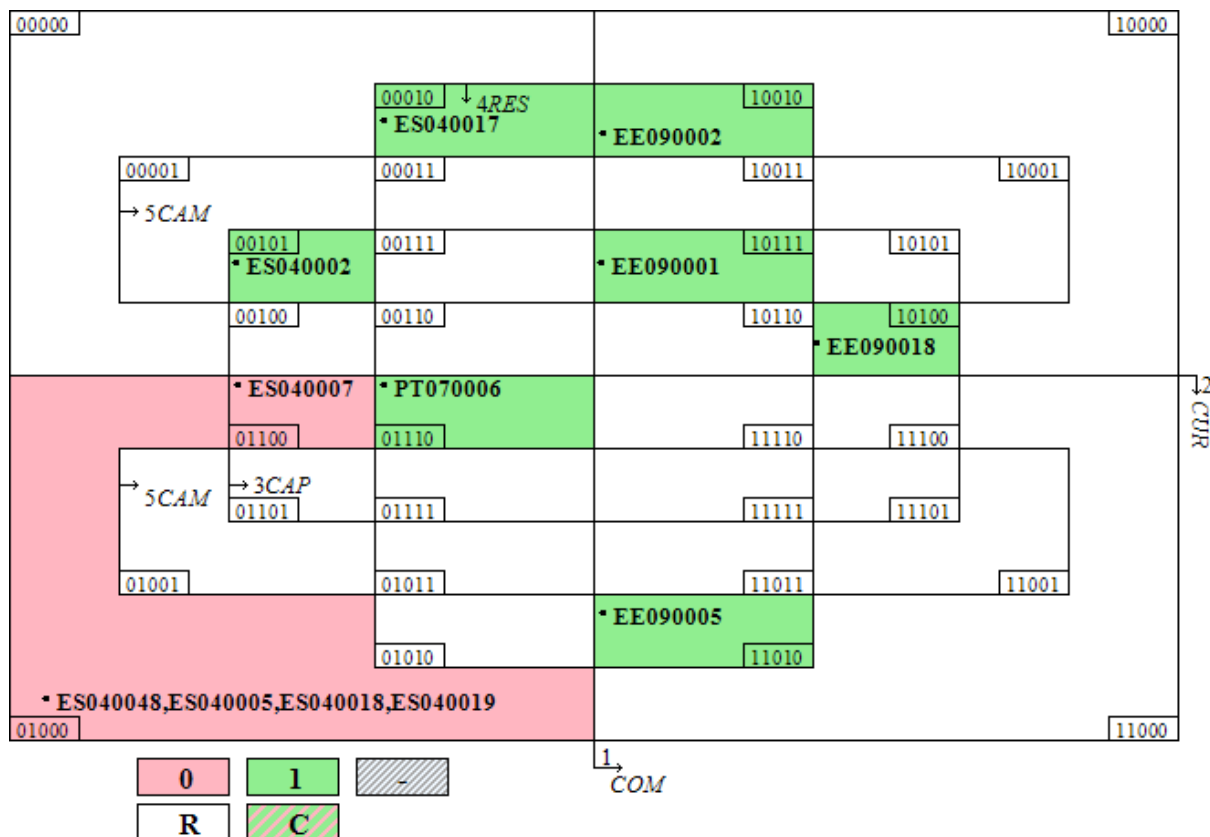 00000 10000
00010 4RES 10010
ES040017 EE090002
00001 00011 10011 10001
5CAM
00101 00111 10111 10101
ES040002 EE090001
00100 00110 10110 10100
EE090018
ES040007 PT070006 2
CUR
01100 01110 11110 11100
5CAM 3CAP
01101 01111 11111 11101
01001 01011 11011 11001
EE090005
01010 11010
ES040048,ES040005,ES040018,ES040019
01000 11000
1
COM
0 1 -
R C